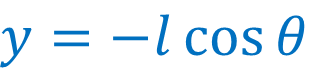 y = −l cos θ